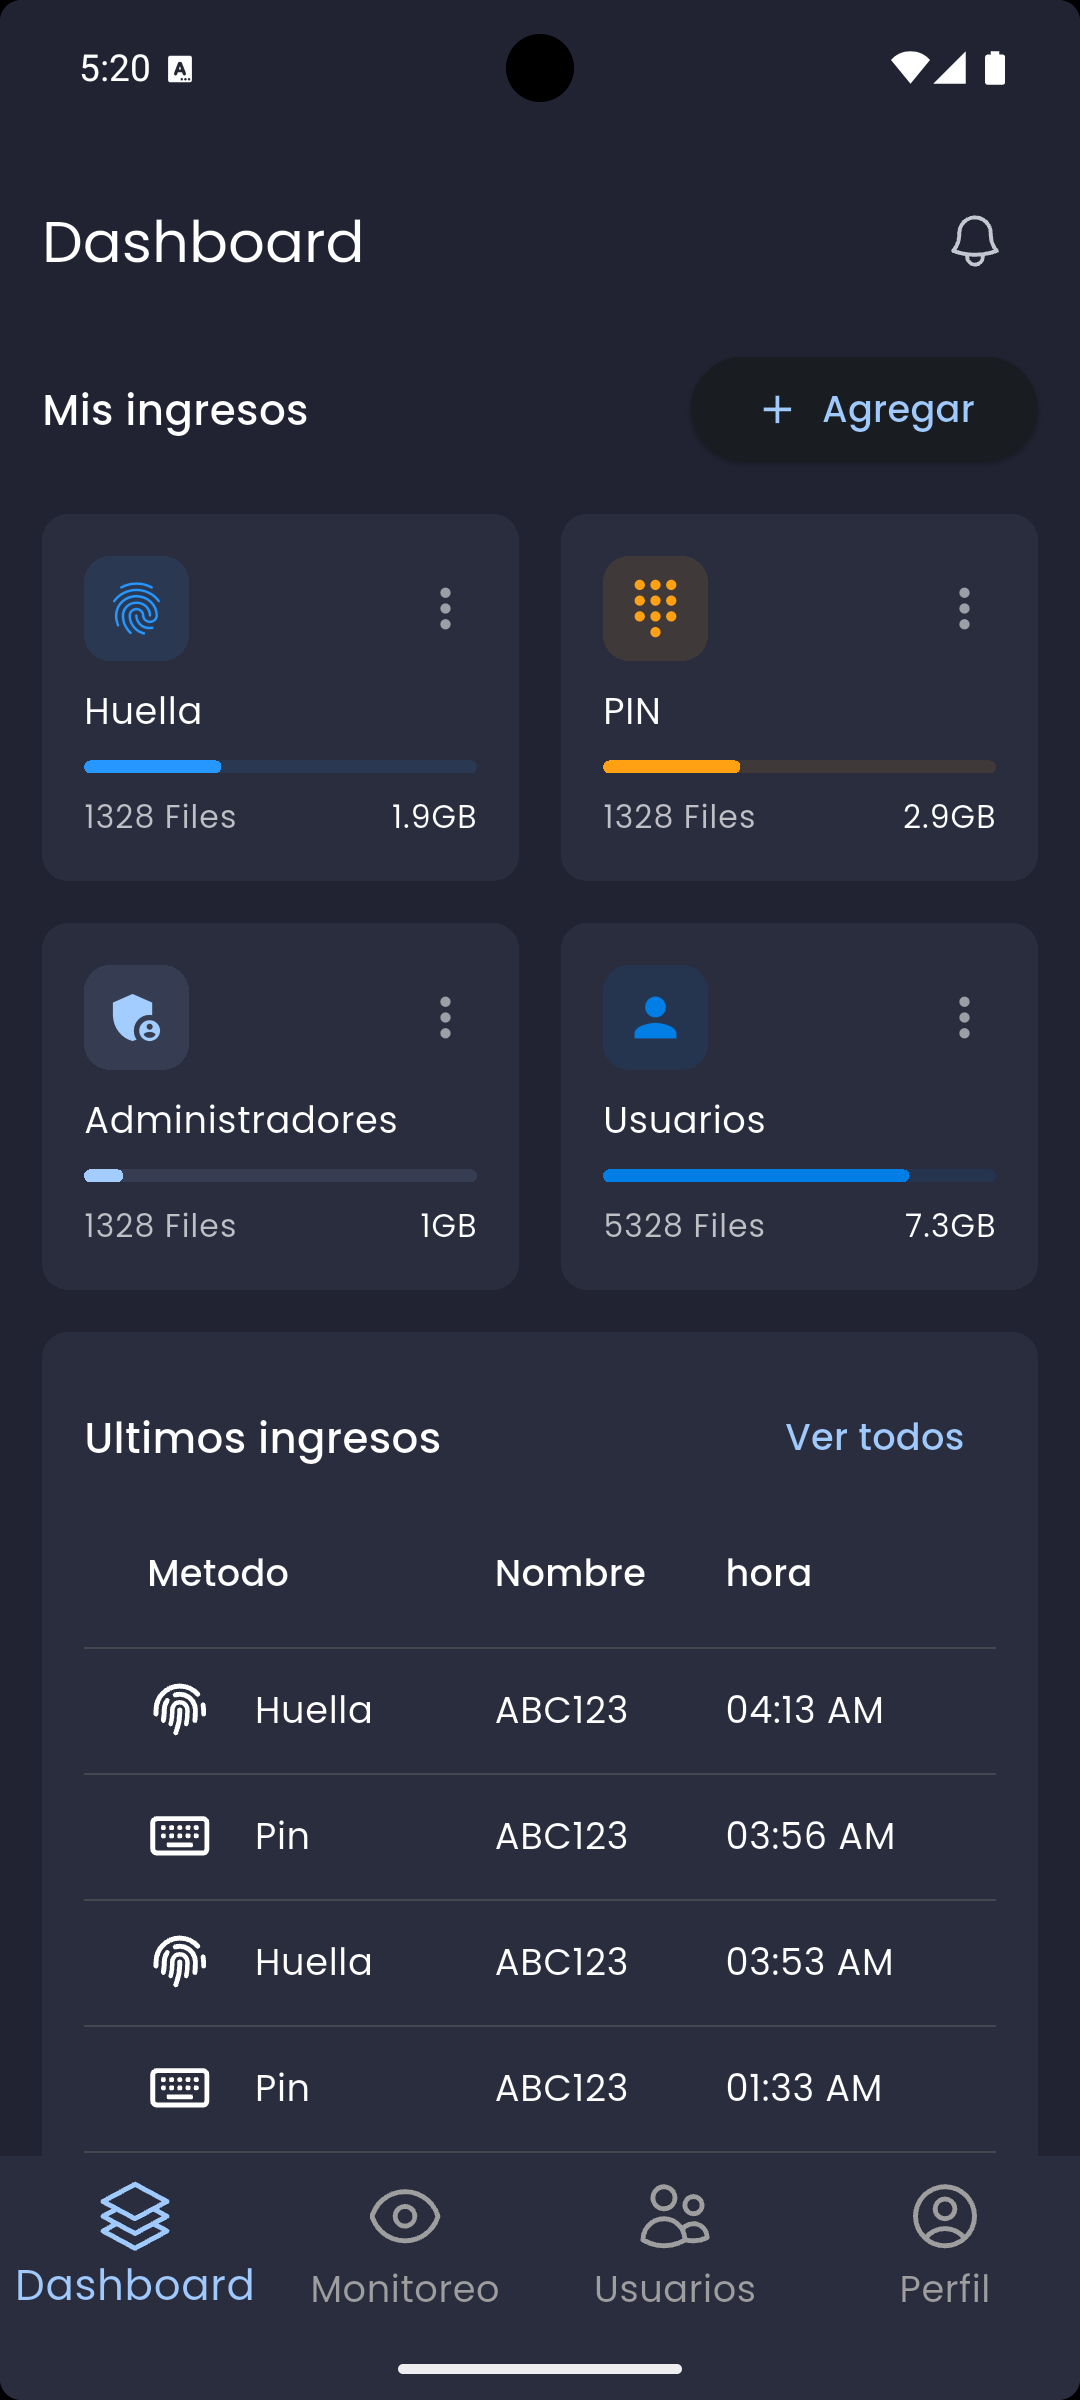 5:20
Dashboard
Mis ingresos
Agregar
Huella
1328 Files 1.9GB
PIN
1328 Files 2.9GB
Administradores
1328 Files 1GB
Usuarios
5328 Files 7.3GB
Ultimos ingresos
Ver todos
Metodo Nombre hora
Huella ABC123 04:13 AM
Pin ABC123 03:56 AM
Huella ABC123 03:53 AM
Pin ABC123 01:33 AM
Dashboard Monitoreo Usuarios Perfil